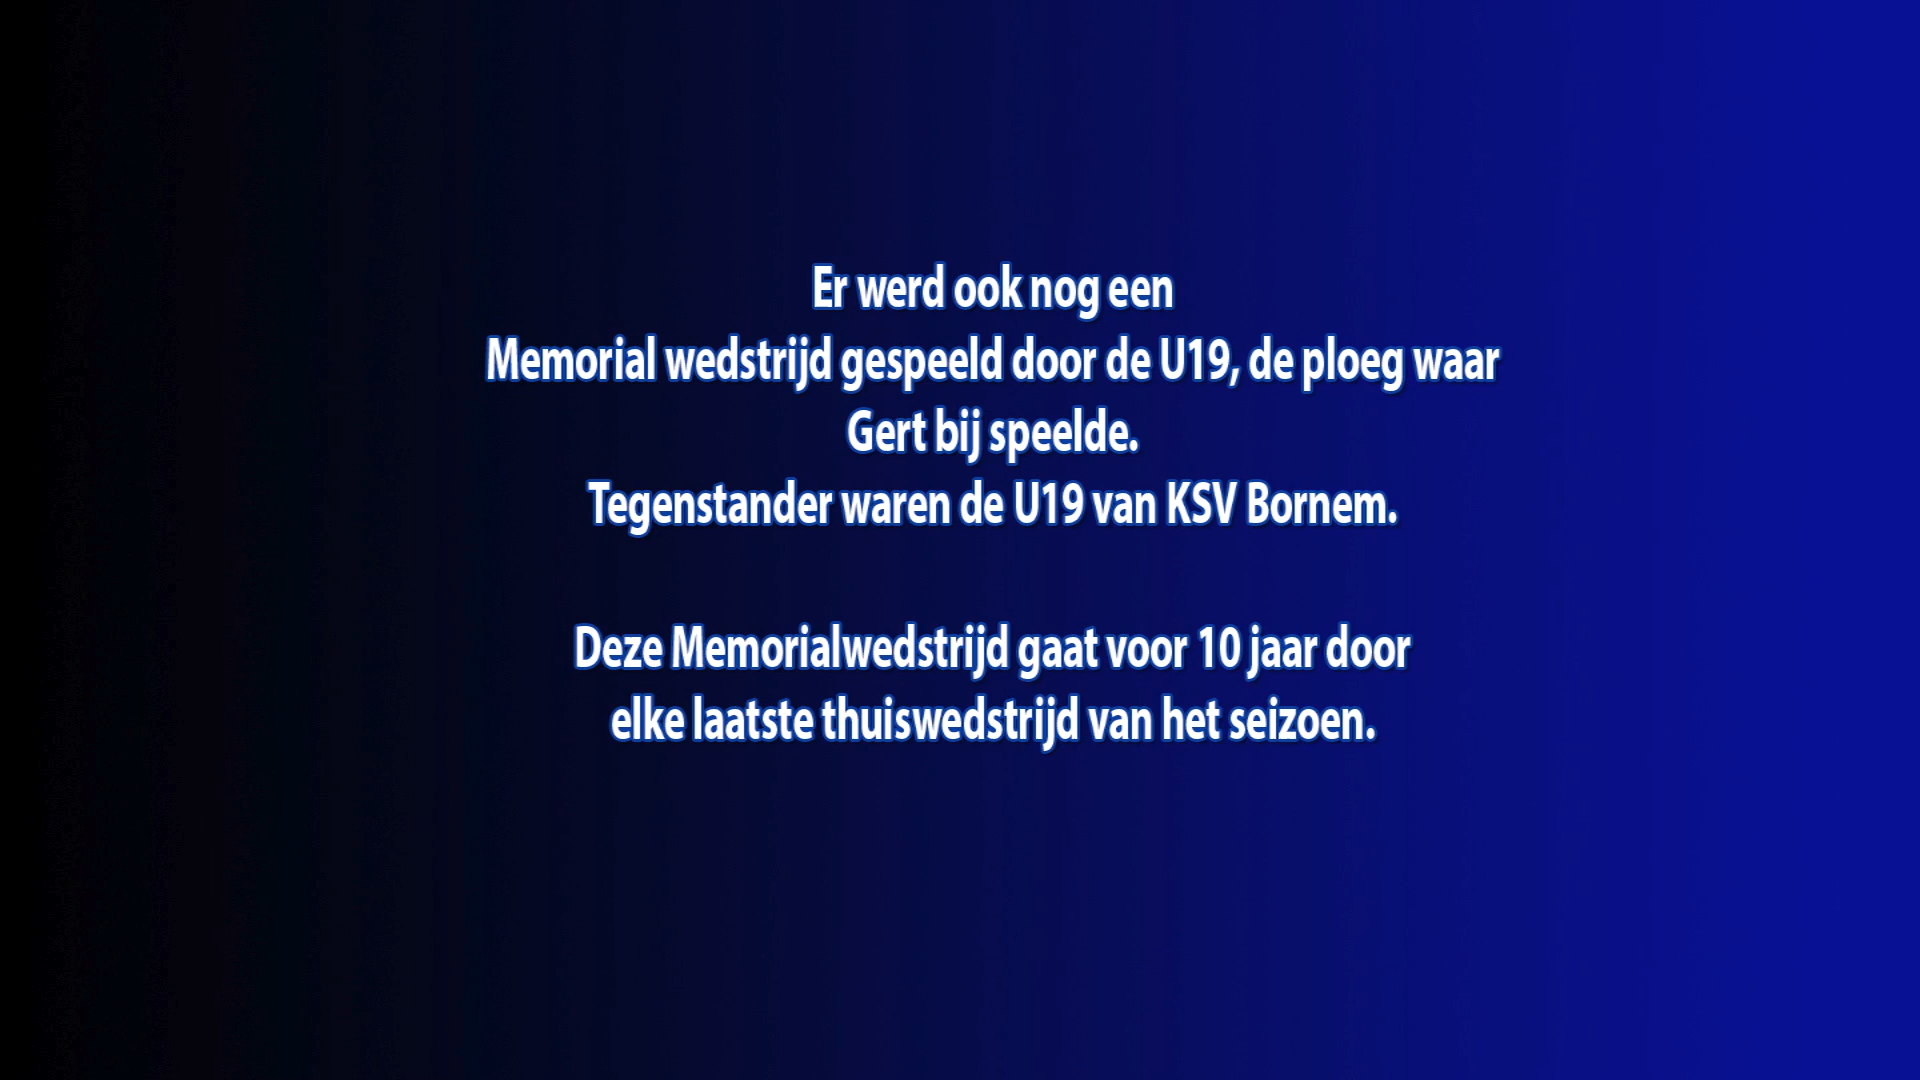 Er werd ook nog een
Memorial wedstrijd gespeeld door de U19, de ploeg waar
Gert bij speelde.
Tegenstander waren de U19 van KSV Bornem.
Deze Memorialwedstrijd gaat voor 10 jaar door
elke laatste thuiswedstrijd van het seizoen.